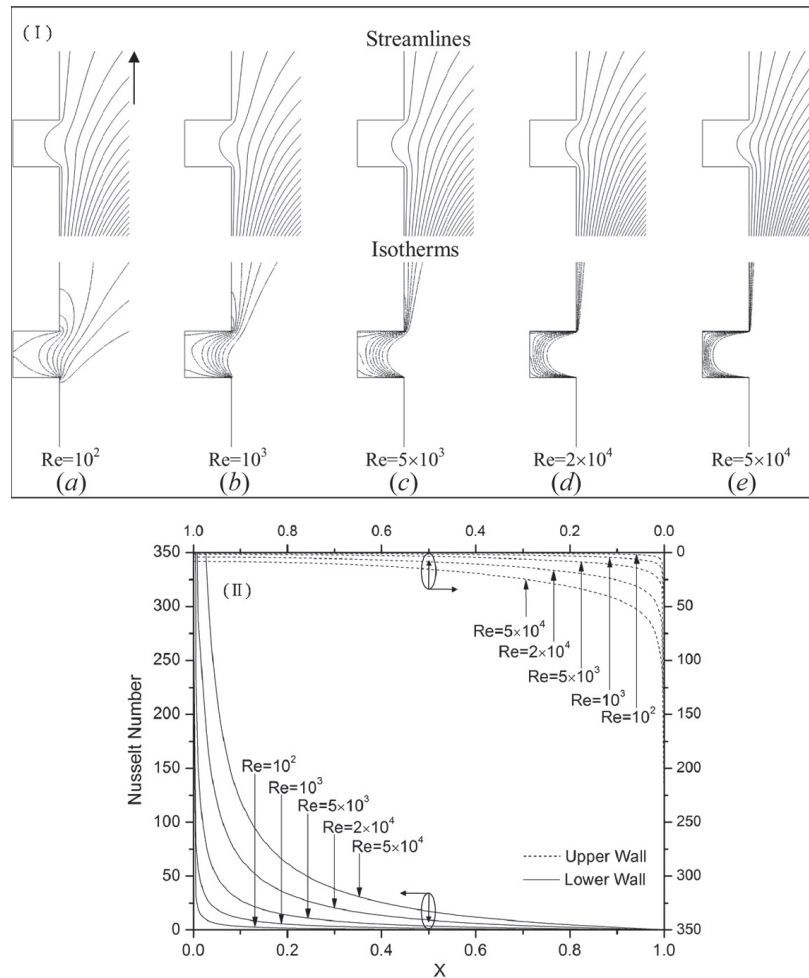 (I)
Streamlines
Isotherms
Re=10² Re=10³ Re=5×10³ Re=2×10⁴ Re=5×10⁴
(a) (b) (c) (d) (e)
1.0 0.8 0.6 0.4 0.2 0.0
350 0
(II)
300 50
Re=5×10⁴
250 Re=2×10⁴ 100
Re=5×10³
Re=10³
200 Re=10² 150
Nusselt Number
150 Re=10² 200
Re=10³
Re=5×10³
100 Re=2×10⁴ 250
Re=5×10⁴
Upper Wall
50 Lower Wall 300
0 350
0.0 0.2 0.4 0.6 0.8 1.0
X